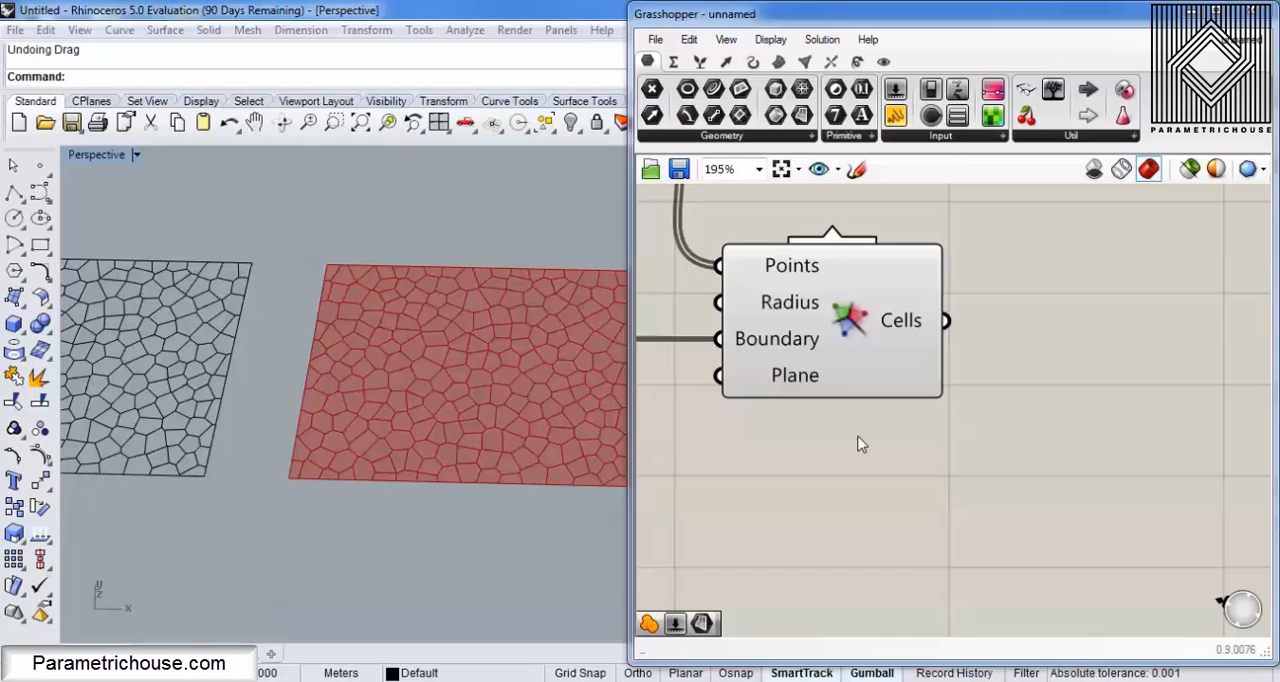 Untitled - Rhinoceros 5.0 Evaluation (90 Days Remaining) - [Perspective]
File Edit View Curve Surface Solid Mesh Dimension Transform Tools Analyze Render Panels Help
Undoing Drag
Command:
Standard CPlanes Set View Display Select Viewport Layout Visibility Transform Curve Tools Surface Tools
Perspective
y
z
x
Parametrichouse.com
000 Meters Default Grid Snap Ortho Planar Osnap SmartTrack Gumball Record History Filter Absolute tolerance: 0.001
Grasshopper - unnamed
File Edit View Display Solution Help
PARAMETRICHOUSE
Geometry Primitive Input Util
195%
Points
Radius
Cells
Boundary
Plane
0.9.0076